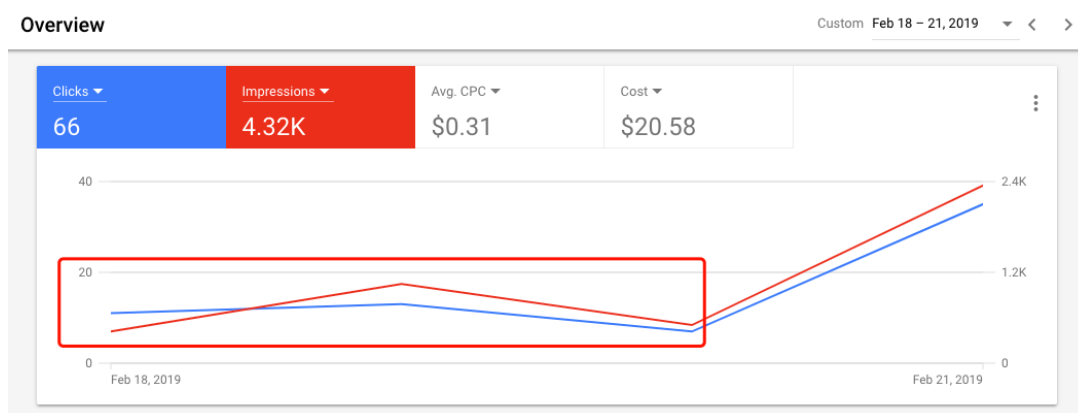 Overview
Custom Feb 18 – 21, 2019
Clicks Impressions Avg. CPC Cost
66 4.32K $0.31 $20.58
40 2.4K
20 1.2K
0 0
Feb 18, 2019 Feb 21, 2019